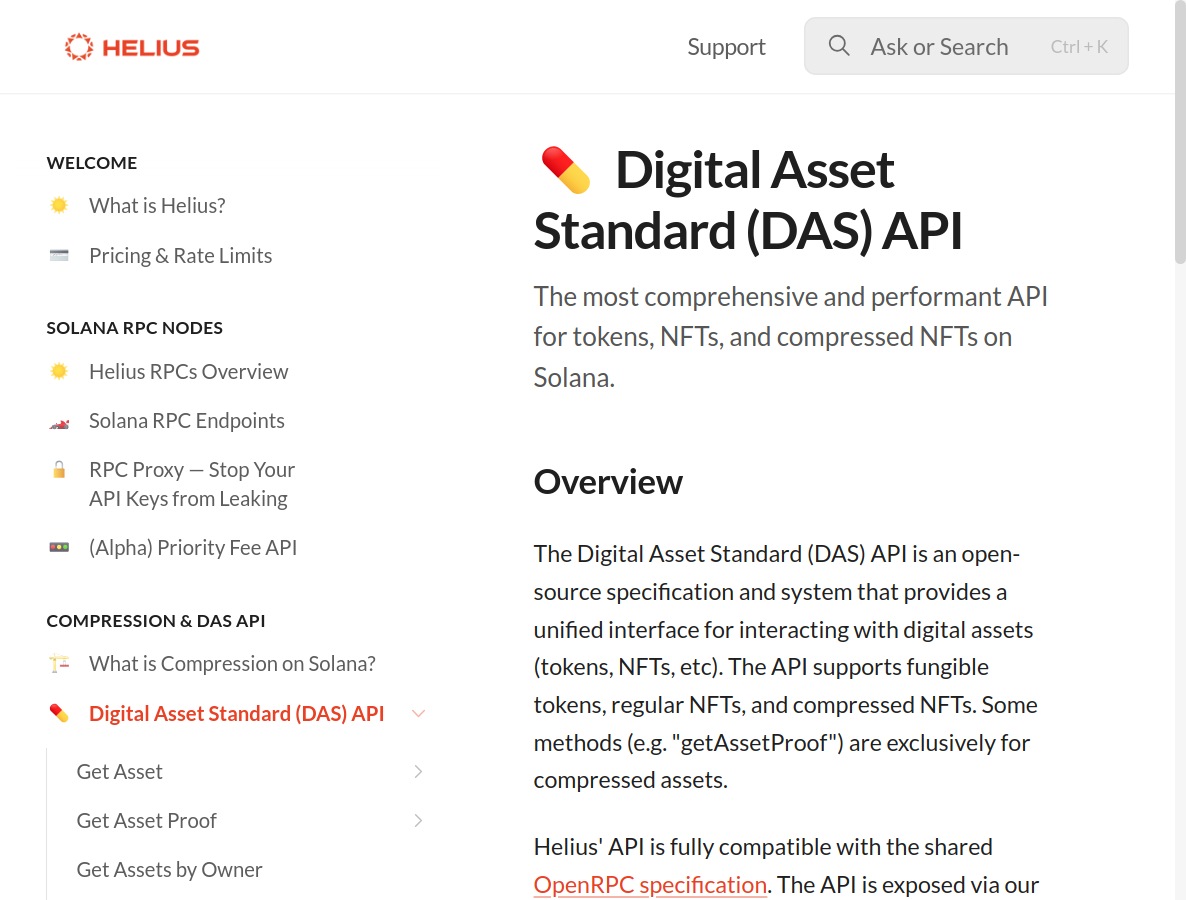 HELIUS
Support
Ask or Search
Ctrl + K
WELCOME
What is Helius?
Pricing & Rate Limits
SOLANA RPC NODES
Helius RPCs Overview
Solana RPC Endpoints
RPC Proxy — Stop Your
API Keys from Leaking
(Alpha) Priority Fee API
COMPRESSION & DAS API
What is Compression on Solana?
Digital Asset Standard (DAS) API
Get Asset
Get Asset Proof
Get Assets by Owner
Digital Asset
Standard (DAS) API
The most comprehensive and performant API
for tokens, NFTs, and compressed NFTs on
Solana.
Overview
The Digital Asset Standard (DAS) API is an open-
source specification and system that provides a
unified interface for interacting with digital assets
(tokens, NFTs, etc). The API supports fungible
tokens, regular NFTs, and compressed NFTs. Some
methods (e.g. "getAssetProof") are exclusively for
compressed assets.
Helius' API is fully compatible with the shared
OpenRPC specification. The API is exposed via our